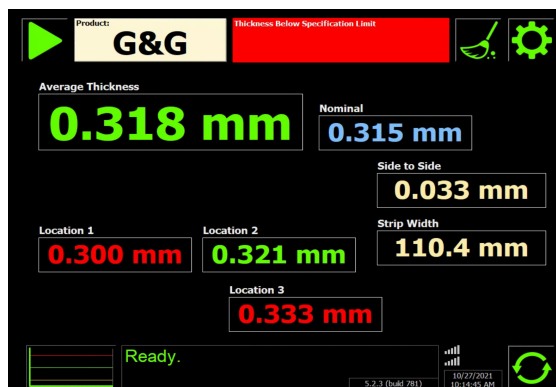 Product:
G&G
Thickness Below Specification Limit
Average Thickness
0.318 mm
Nominal
0.315 mm
Side to Side
0.033 mm
Location 1
0.300 mm
Location 2
0.321 mm
Strip Width
110.4 mm
Location 3
0.333 mm
Ready.
5.2.3 (build 781)
10/27/2021
10:14:45 AM